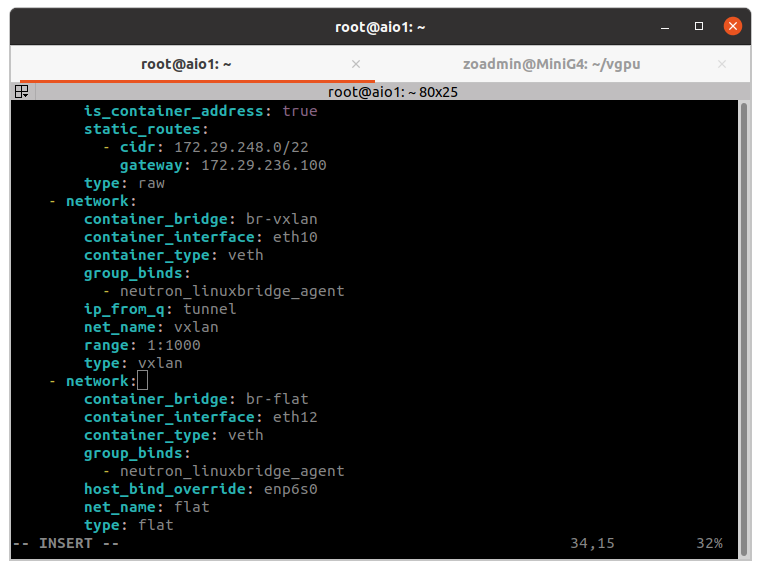 root@aio1: ~
root@aio1: ~
zoadmin@MiniG4: ~/vgpu
root@aio1: ~ 80x25
is_container_address: true
static_routes:
- cidr: 172.29.248.0/22
gateway: 172.29.236.100
type: raw
- network:
container_bridge: br-vxlan
container_interface: eth10
container_type: veth
group_binds:
- neutron_linuxbridge_agent
ip_from_q: tunnel
net_name: vxlan
range: 1:1000
type: vxlan
- network:
container_bridge: br-flat
container_interface: eth12
container_type: veth
group_binds:
- neutron_linuxbridge_agent
host_bind_override: enp6s0
net_name: flat
type: flat
-- INSERT -- 34,15 32%